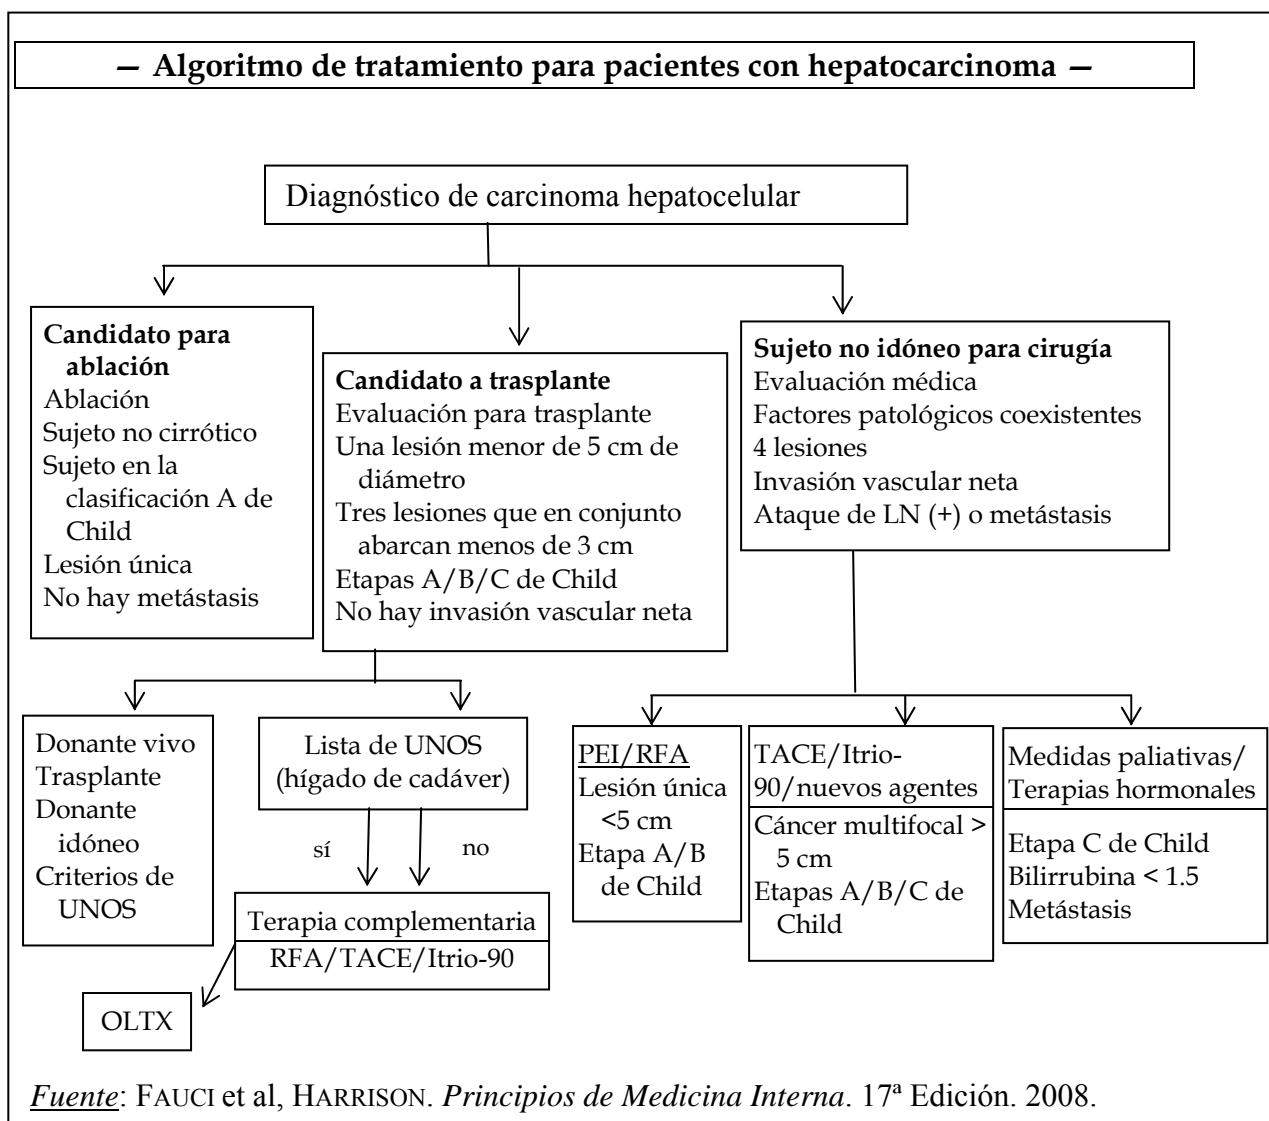 — Algoritmo de tratamiento para pacientes con hepatocarcinoma —
Diagnóstico de carcinoma hepatocelular
Candidato para
ablación
Ablación
Sujeto no cirrótico
Sujeto en la
clasificación A de
Child
Lesión única
No hay metástasis
Candidato a trasplante
Evaluación para trasplante
Una lesión menor de 5 cm de
diámetro
Tres lesiones que en conjunto
abarcan menos de 3 cm
Etapas A/B/C de Child
No hay invasión vascular neta
Sujeto no idóneo para cirugía
Evaluación médica
Factores patológicos coexistentes
4 lesiones
Invasión vascular neta
Ataque de LN (+) o metástasis
Donante vivo
Trasplante
Donante
idóneo
Criterios de
UNOS
Lista de UNOS
(hígado de cadáver)
sí
no
Terapia complementaria
RFA/TACE/Itrio-90
OLTX
PEI/RFA
Lesión única
<5 cm
Etapa A/B
de Child
TACE/Itrio-
90/nuevos agentes
Cáncer multifocal >
5 cm
Etapas A/B/C de
Child
Medidas paliativas/
Terapias hormonales
Etapa C de Child
Bilirrubina < 1.5
Metástasis
Fuente: FAUCI et al, HARRISON. Principios de Medicina Interna. 17ª Edición. 2008.